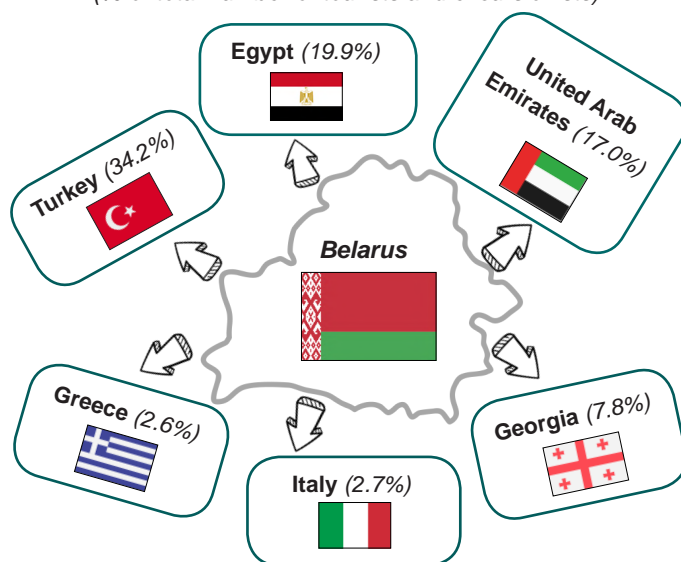 Egypt (19.9%)
United Arab
Emirates (17.0%)
Turkey (34.2%)
Belarus
Greece (2.6%)
Georgia (7.8%)
Italy (2.7%)